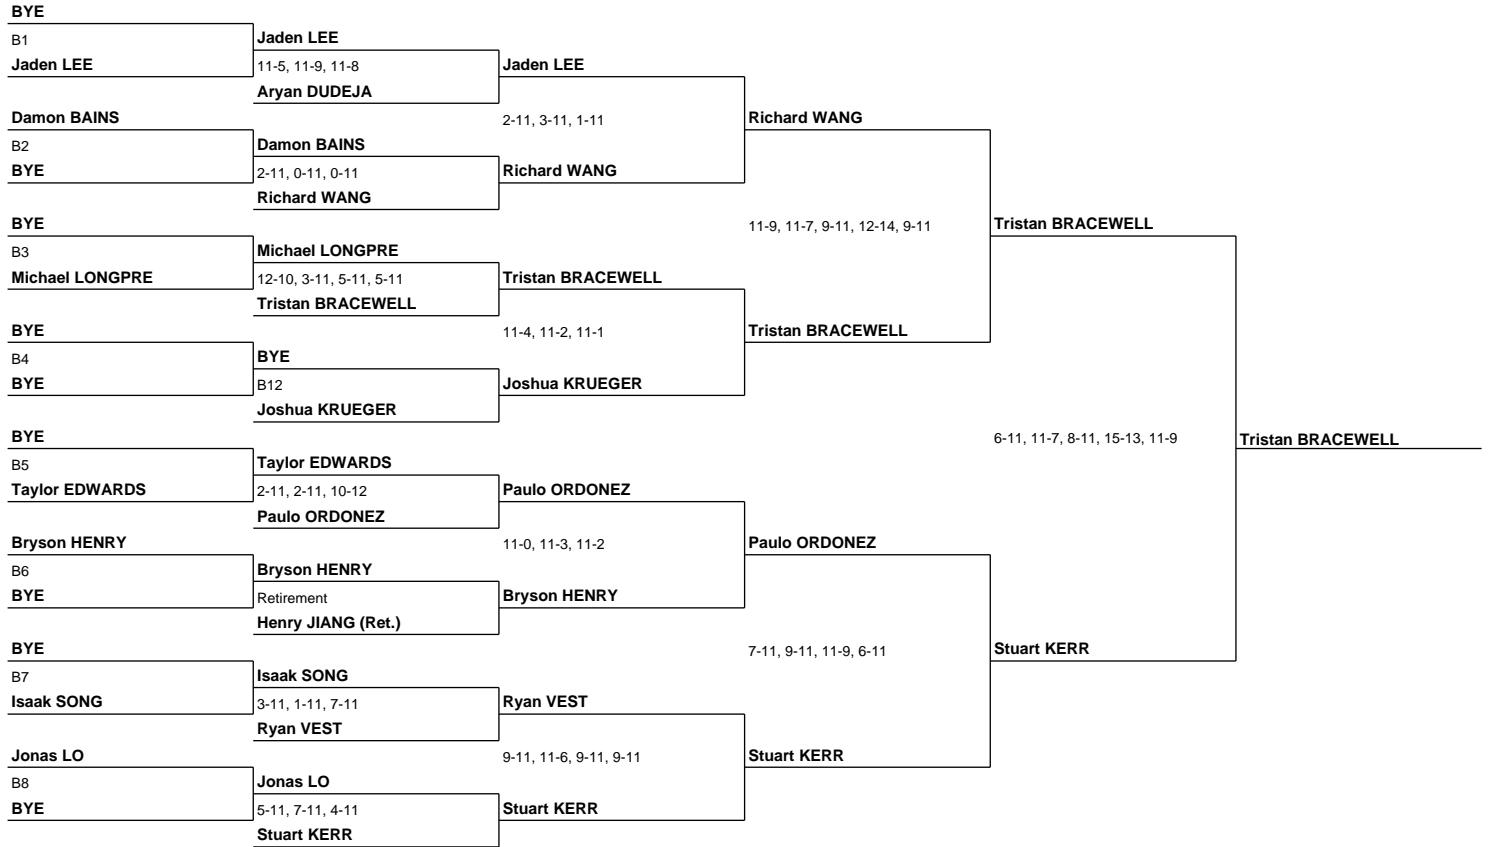 BYE
B1
Jaden LEE
Damon BAINS
B2
BYE
BYE
B3
Michael LONGPRE
BYE
B4
BYE
BYE
B5
Taylor EDWARDS
Bryson HENRY
B6
BYE
BYE
B7
Isaak SONG
Jonas LO
B8
BYE
Jaden LEE
11-5, 11-9, 11-8
Aryan DUDEJA
Damon BAINS
2-11, 0-11, 0-11
Richard WANG
Michael LONGPRE
12-10, 3-11, 5-11, 5-11
Tristan BRACEWELL
BYE
B12
Joshua KRUEGER
Taylor EDWARDS
2-11, 2-11, 10-12
Paulo ORDONEZ
Bryson HENRY
Retirement
Henry JIANG (Ret.)
Isaak SONG
3-11, 1-11, 7-11
Ryan VEST
Jonas LO
5-11, 7-11, 4-11
Stuart KERR
Jaden LEE
2-11, 3-11, 1-11
Richard WANG
Tristan BRACEWELL
11-4, 11-2, 11-1
Joshua KRUEGER
Paulo ORDONEZ
11-0, 11-3, 11-2
Bryson HENRY
Ryan VEST
9-11, 11-6, 9-11, 9-11
Stuart KERR
Richard WANG
11-9, 11-7, 9-11, 12-14, 9-11
Tristan BRACEWELL
Paulo ORDONEZ
7-11, 9-11, 11-9, 6-11
Stuart KERR
Tristan BRACEWELL
6-11, 11-7, 8-11, 15-13, 11-9
Stuart KERR
Tristan BRACEWELL